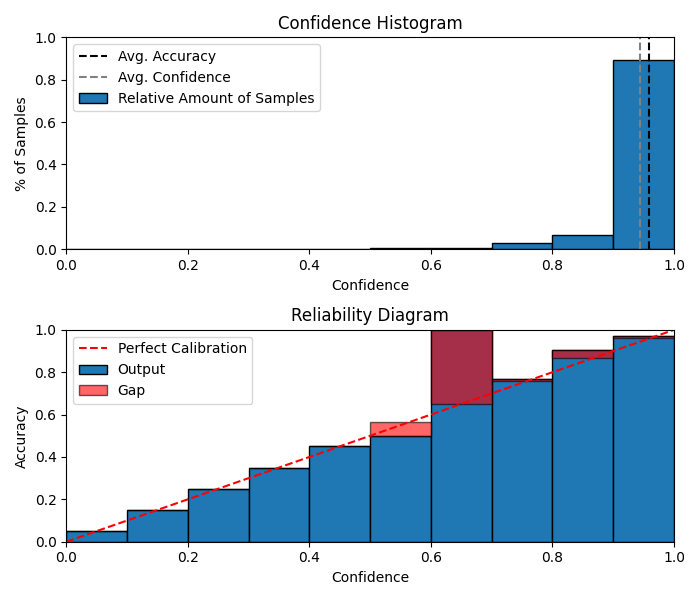 Confidence Histogram
1.0
0.8
0.6
0.4
0.2
0.0
% of Samples
Avg. Accuracy
Avg. Confidence
Relative Amount of Samples
0.0 0.2 0.4 0.6 0.8 1.0
Confidence
Reliability Diagram
1.0
0.8
0.6
0.4
0.2
0.0
Accuracy
Perfect Calibration
Output
Gap
0.0 0.2 0.4 0.6 0.8 1.0
Confidence